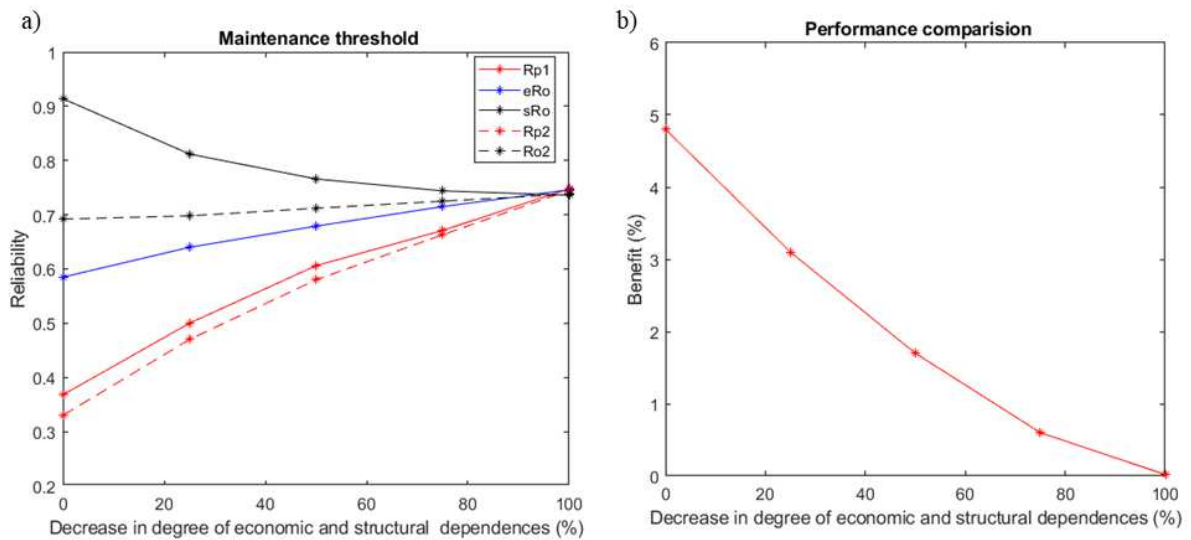 a)
Maintenance threshold
1
0.9
0.8
0.7
0.6
0.5
0.4
0.3
0.2
Reliability
Rp1
eRo
sRo
Rp2
Ro2
0 20 40 60 80 100
Decrease in degree of economic and structural dependences (%)
b)
Performance comparision
6
5
4
3
2
1
0
Benefit (%)
0 20 40 60 80 100
Decrease in degree of economic and structural dependences (%)